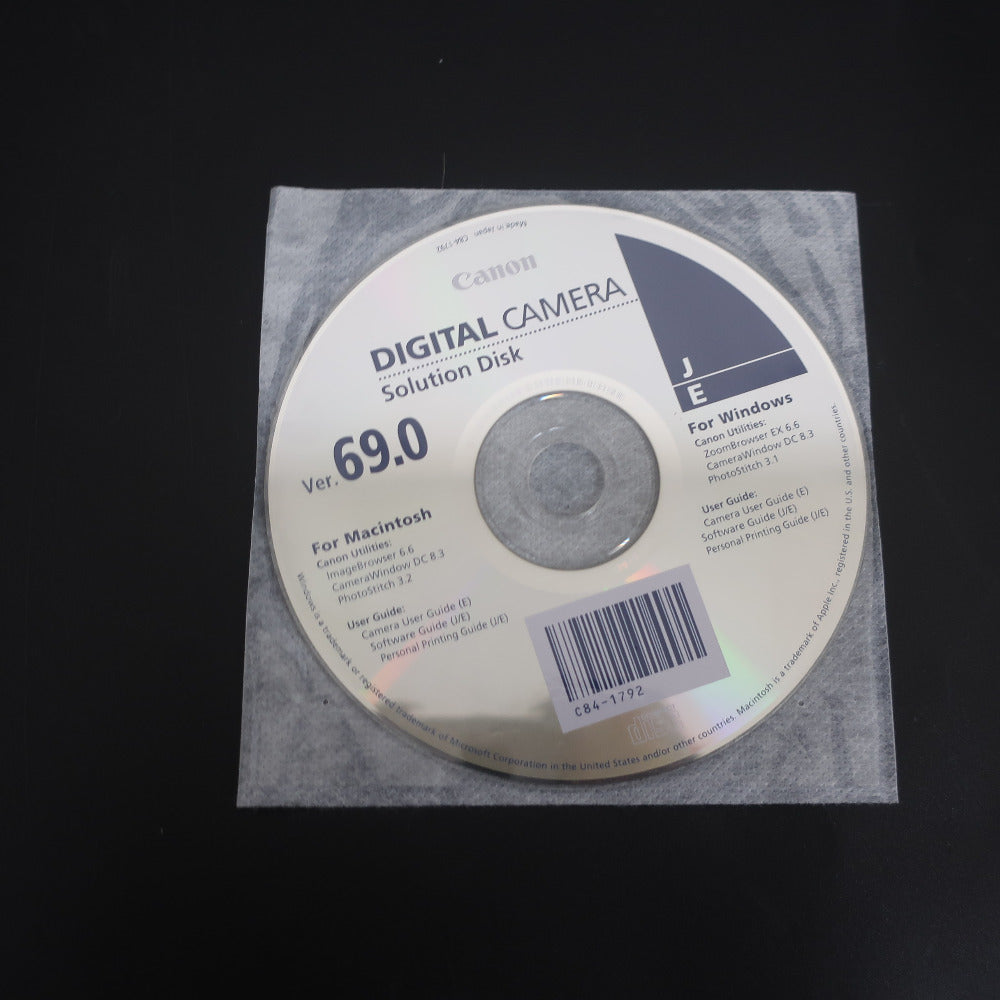 Made in Japan C84-1792
Canon
DIGITAL CAMERA
Solution Disk
Ver. 69.0
J
E
For Windows
Canon Utilities:
ZoomBrowser EX 6.6
CameraWindow DC 8.3
PhotoStitch 3.1
User Guide:
Camera User Guide (E)
Software Guide (J/E)
Personal Printing Guide (J/E)
For Macintosh
Canon Utilities:
ImageBrowser 6.6
CameraWindow DC 8.3
PhotoStitch 3.2
User Guide:
Camera User Guide (E)
Software Guide (J/E)
Personal Printing Guide (J/E)
C84-1792
disc
Windows is a trademark or registered trademark of Microsoft Corporation in the United States and/or other countries. Macintosh is a trademark of Apple Inc., registered in the U.S. and other countries.